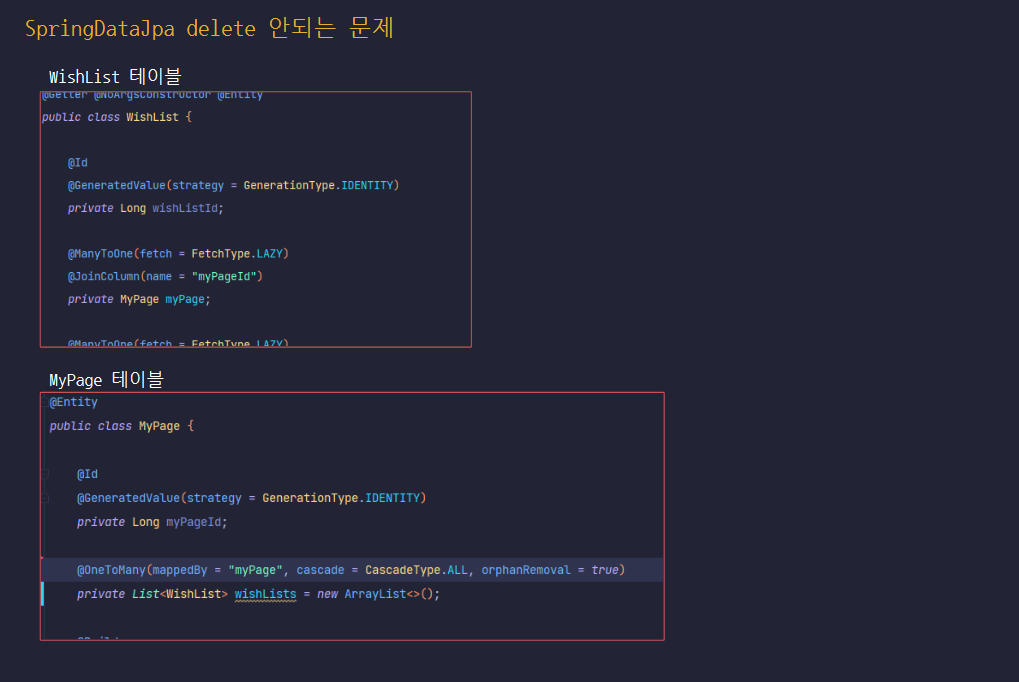 SpringDataJpa delete 안되는 문제
WishList 테이블
@Getter @NoArgsConstructor @Entity
public class WishList {
@Id
@GeneratedValue(strategy = GenerationType.IDENTITY)
private Long wishListId;
@ManyToOne(fetch = FetchType.LAZY)
@JoinColumn(name = "myPageId")
private MyPage myPage;
@ManyToOne(fetch = FetchType.LAZY)
MyPage 테이블
@Entity
public class MyPage {
@Id
@GeneratedValue(strategy = GenerationType.IDENTITY)
private Long myPageId;
@OneToMany(mappedBy = "myPage", cascade = CascadeType.ALL, orphanRemoval = true)
private List<WishList> wishLists = new ArrayList<>();